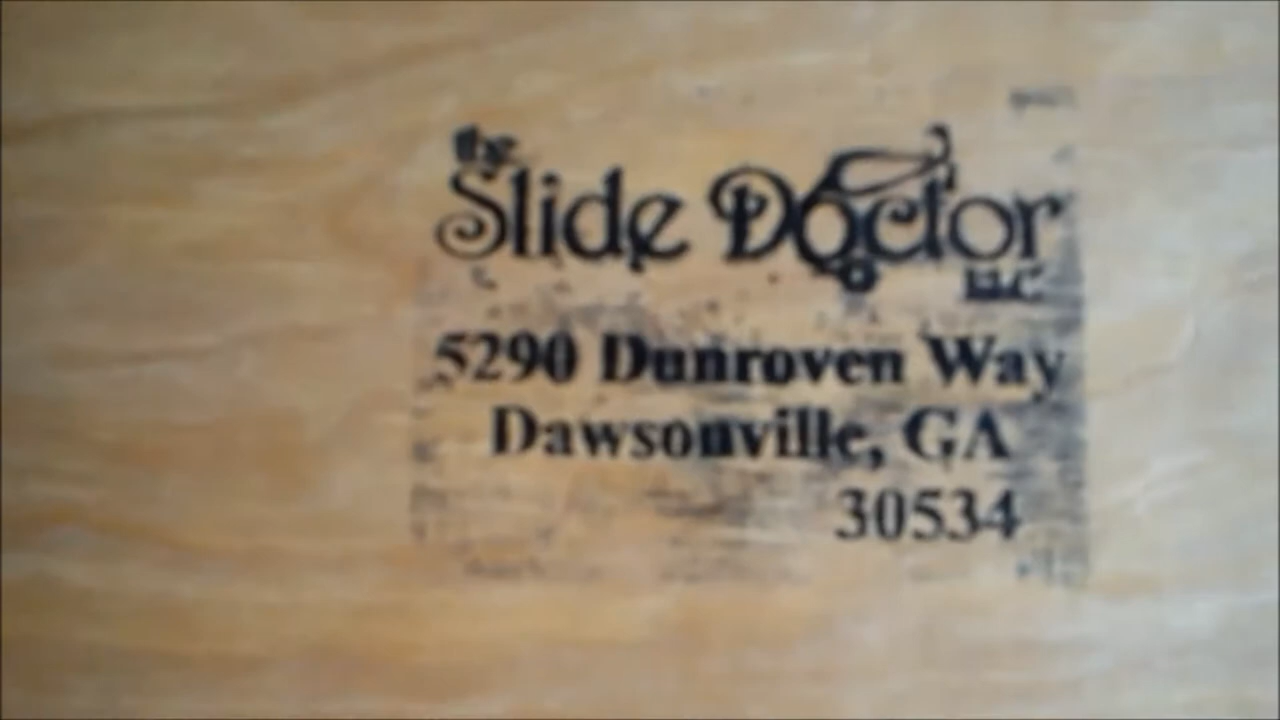 the
Slide Doctor
LLC
5290 Dunroven Way
Dawsonville, GA
30534